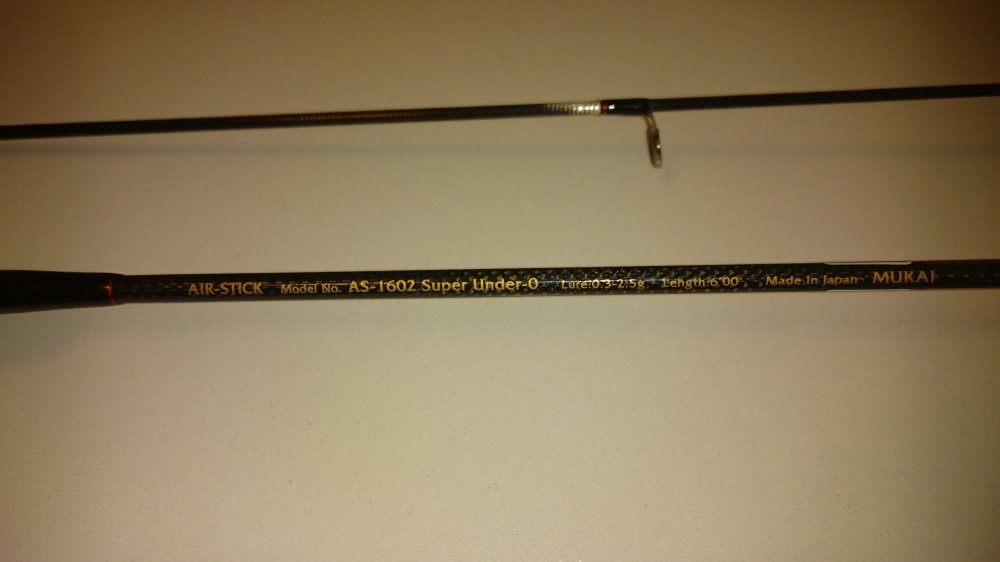 AIR-STICK Model No. AS-1602 Super Under-0 Lure:0.3-2.5g Length:6'00" Made In Japan MUKAI